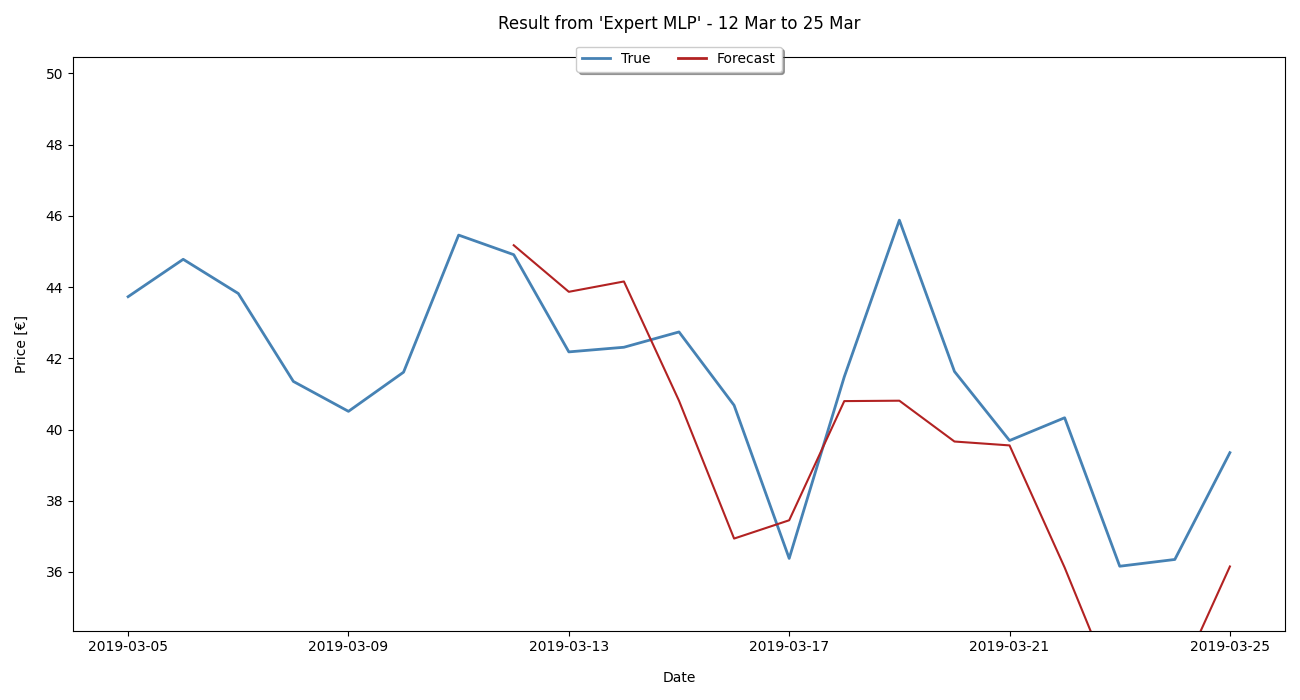 Result from 'Expert MLP' - 12 Mar to 25 Mar
True
Forecast
50
48
46
44
42
40
38
36
Price [€]
2019-03-05
2019-03-09
2019-03-13
2019-03-17
2019-03-21
2019-03-25
Date